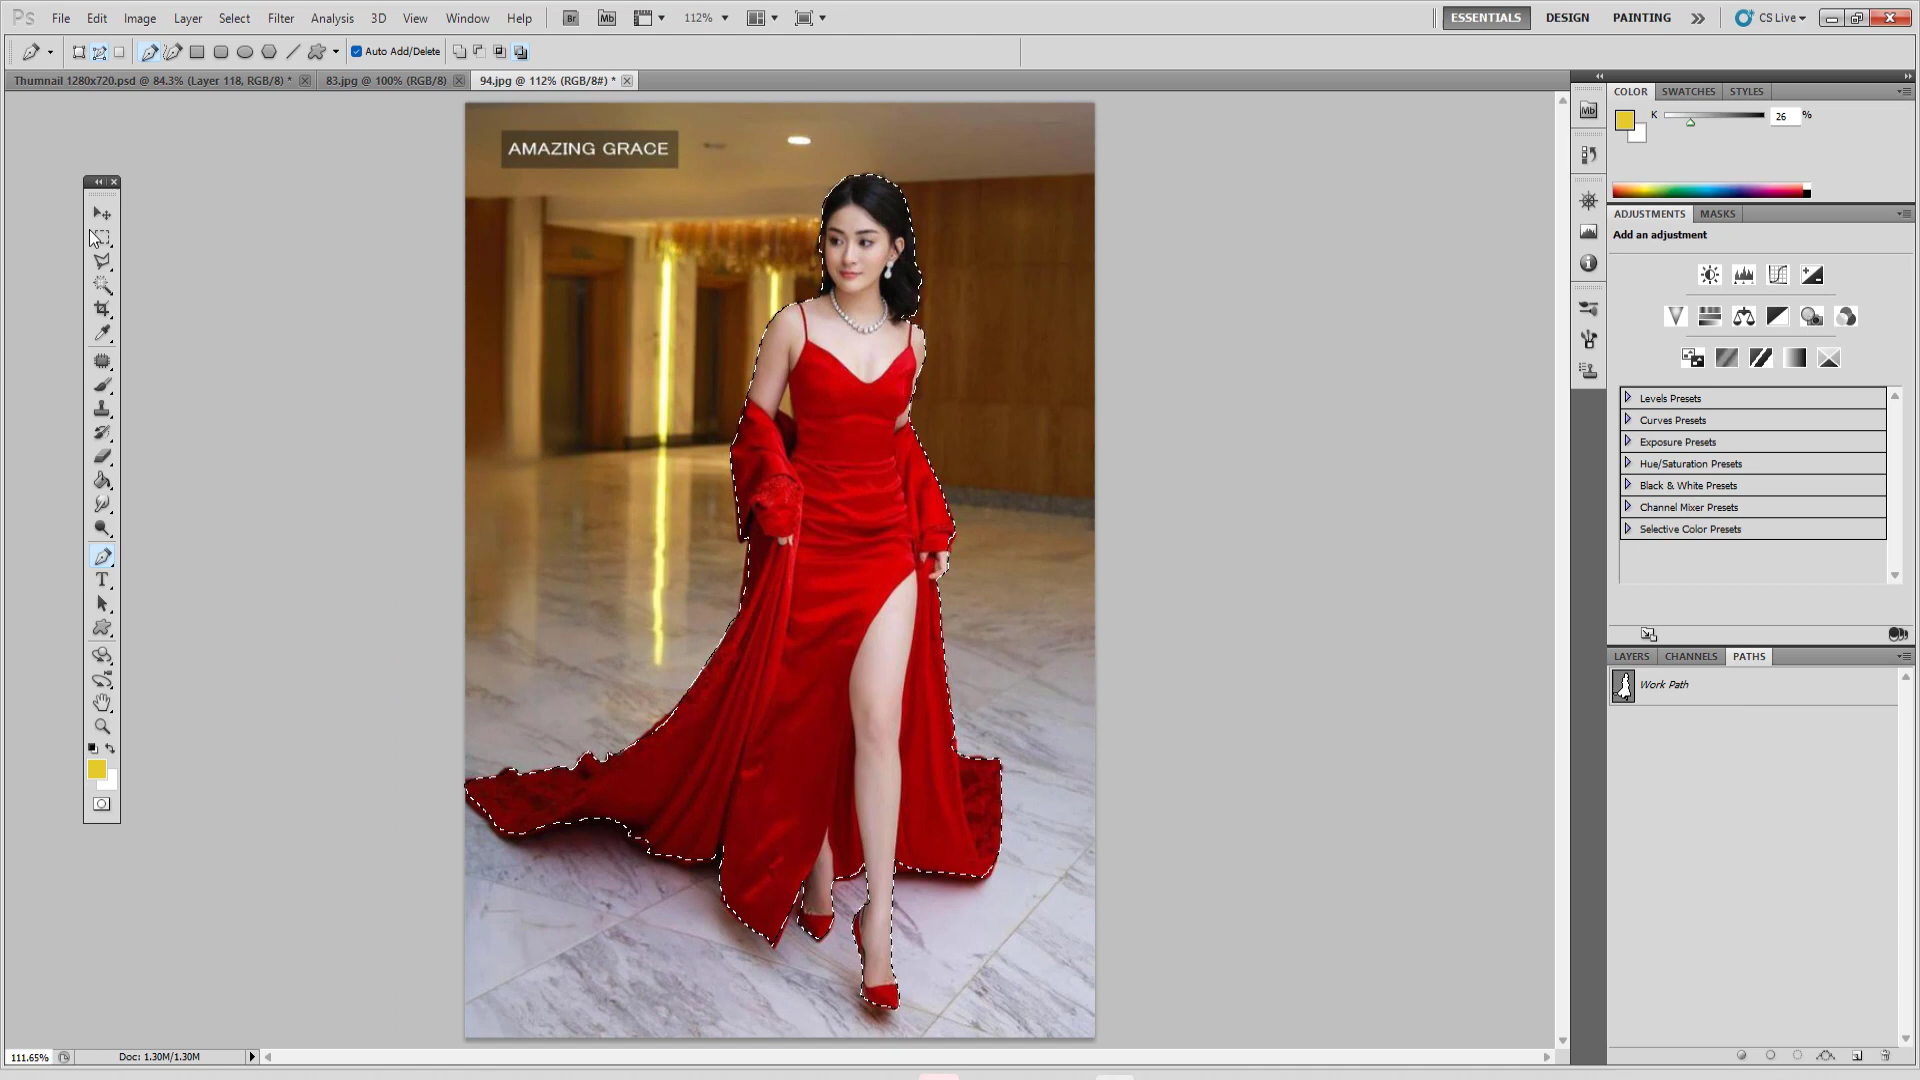 Ps File Edit Image Layer Select Filter Analysis 3D View Window Help Br Mb 112% ESSENTIALS DESIGN PAINTING CS Live
Auto Add/Delete
Thumnail 1280x720.psd @ 84.3% (Layer 118, RGB/8) * 83.jpg @ 100% (RGB/8) 94.jpg @ 112% (RGB/8#) *
COLOR SWATCHES STYLES
Mb
K 26 %
AMAZING GRACE
ADJUSTMENTS MASKS
Add an adjustment
Levels Presets
Curves Presets
Exposure Presets
Hue/Saturation Presets
Black & White Presets
Channel Mixer Presets
Selective Color Presets
T
LAYERS CHANNELS PATHS
Work Path
111.65% Doc: 1.30M/1.30M